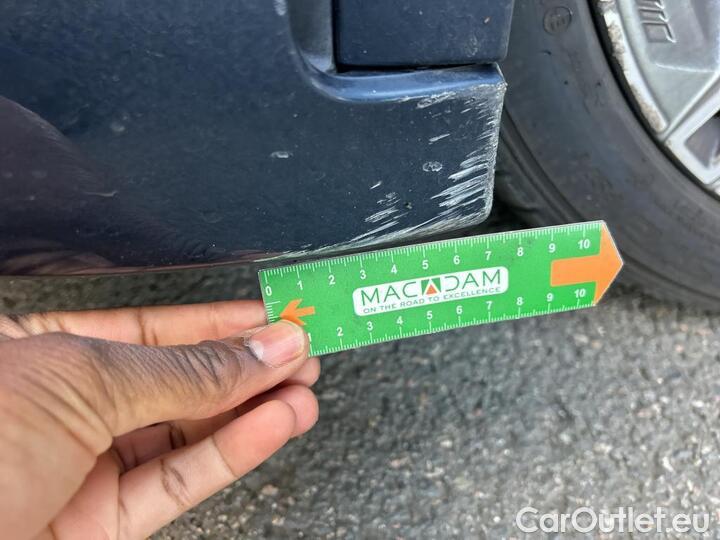 0 1 2 3 4 5 6 7 8 9 10
MACADAM
ON THE ROAD TO EXCELLENCE
1 2 3 4 5 6 7 8 9 10
CarOutlet.eu